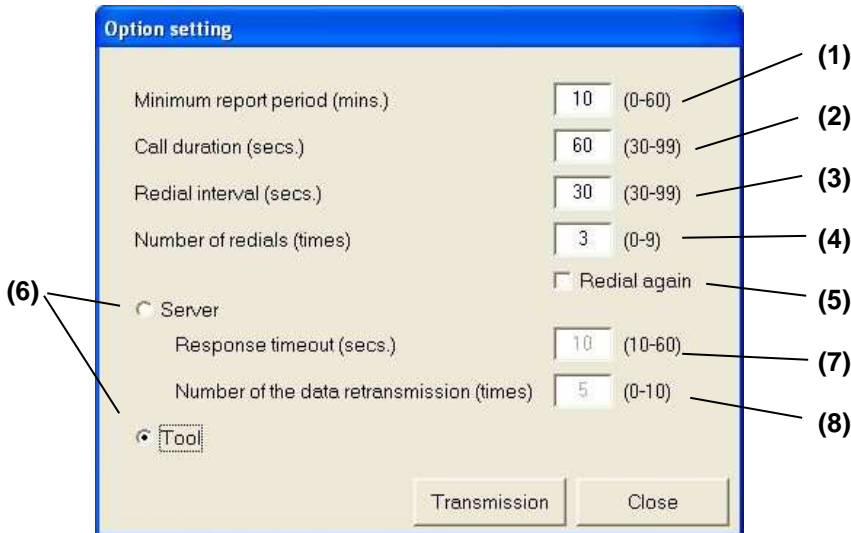 Option setting
(1)
Minimum report period (mins.) 10 (0-60)
(2)
Call duration (secs.) 60 (30-99)
(3)
Redial interval (secs.) 30 (30-99)
Number of redials (times) 3 (0-9) (4)
Redial again
(6) (5)
Server
Response timeout (secs.) 10 (10-60)
(7)
Number of the data retransmission (times) 5 (0-10)
(8)
Tool
Transmission Close